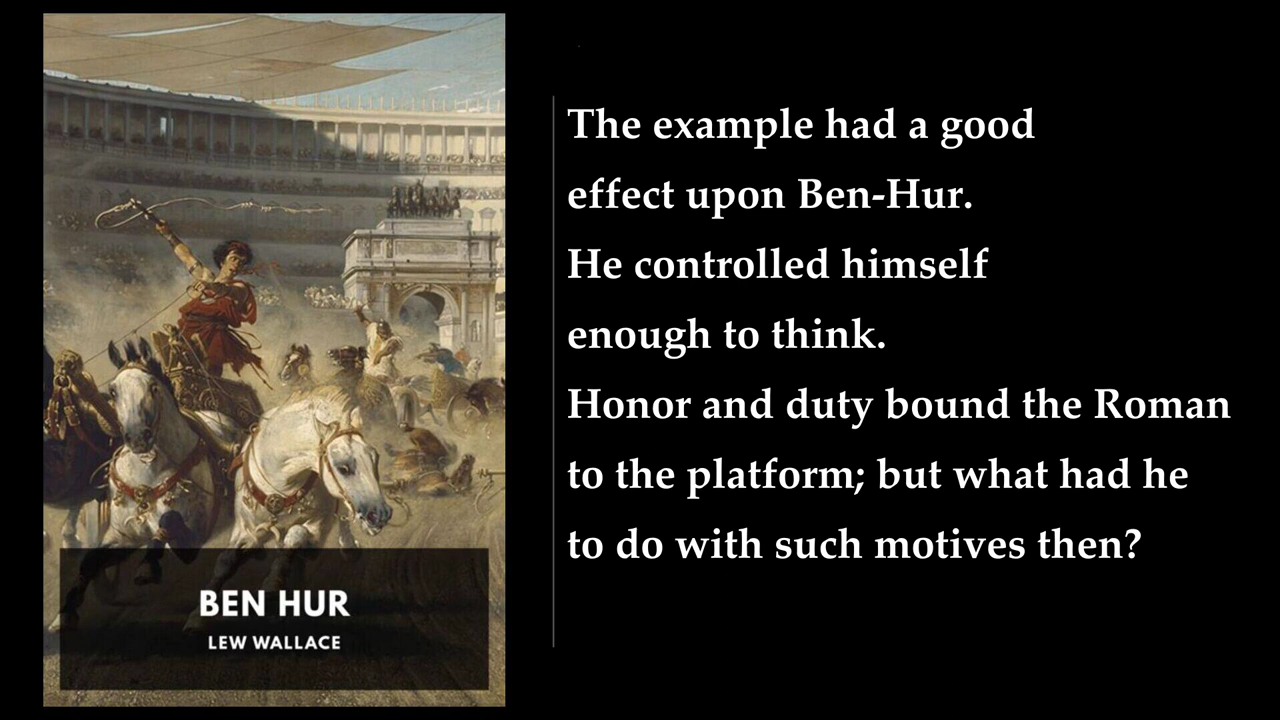 BEN HUR
LEW WALLACE
The example had a good
effect upon Ben-Hur.
He controlled himself
enough to think.
Honor and duty bound the Roman
to the platform; but what had he
to do with such motives then?